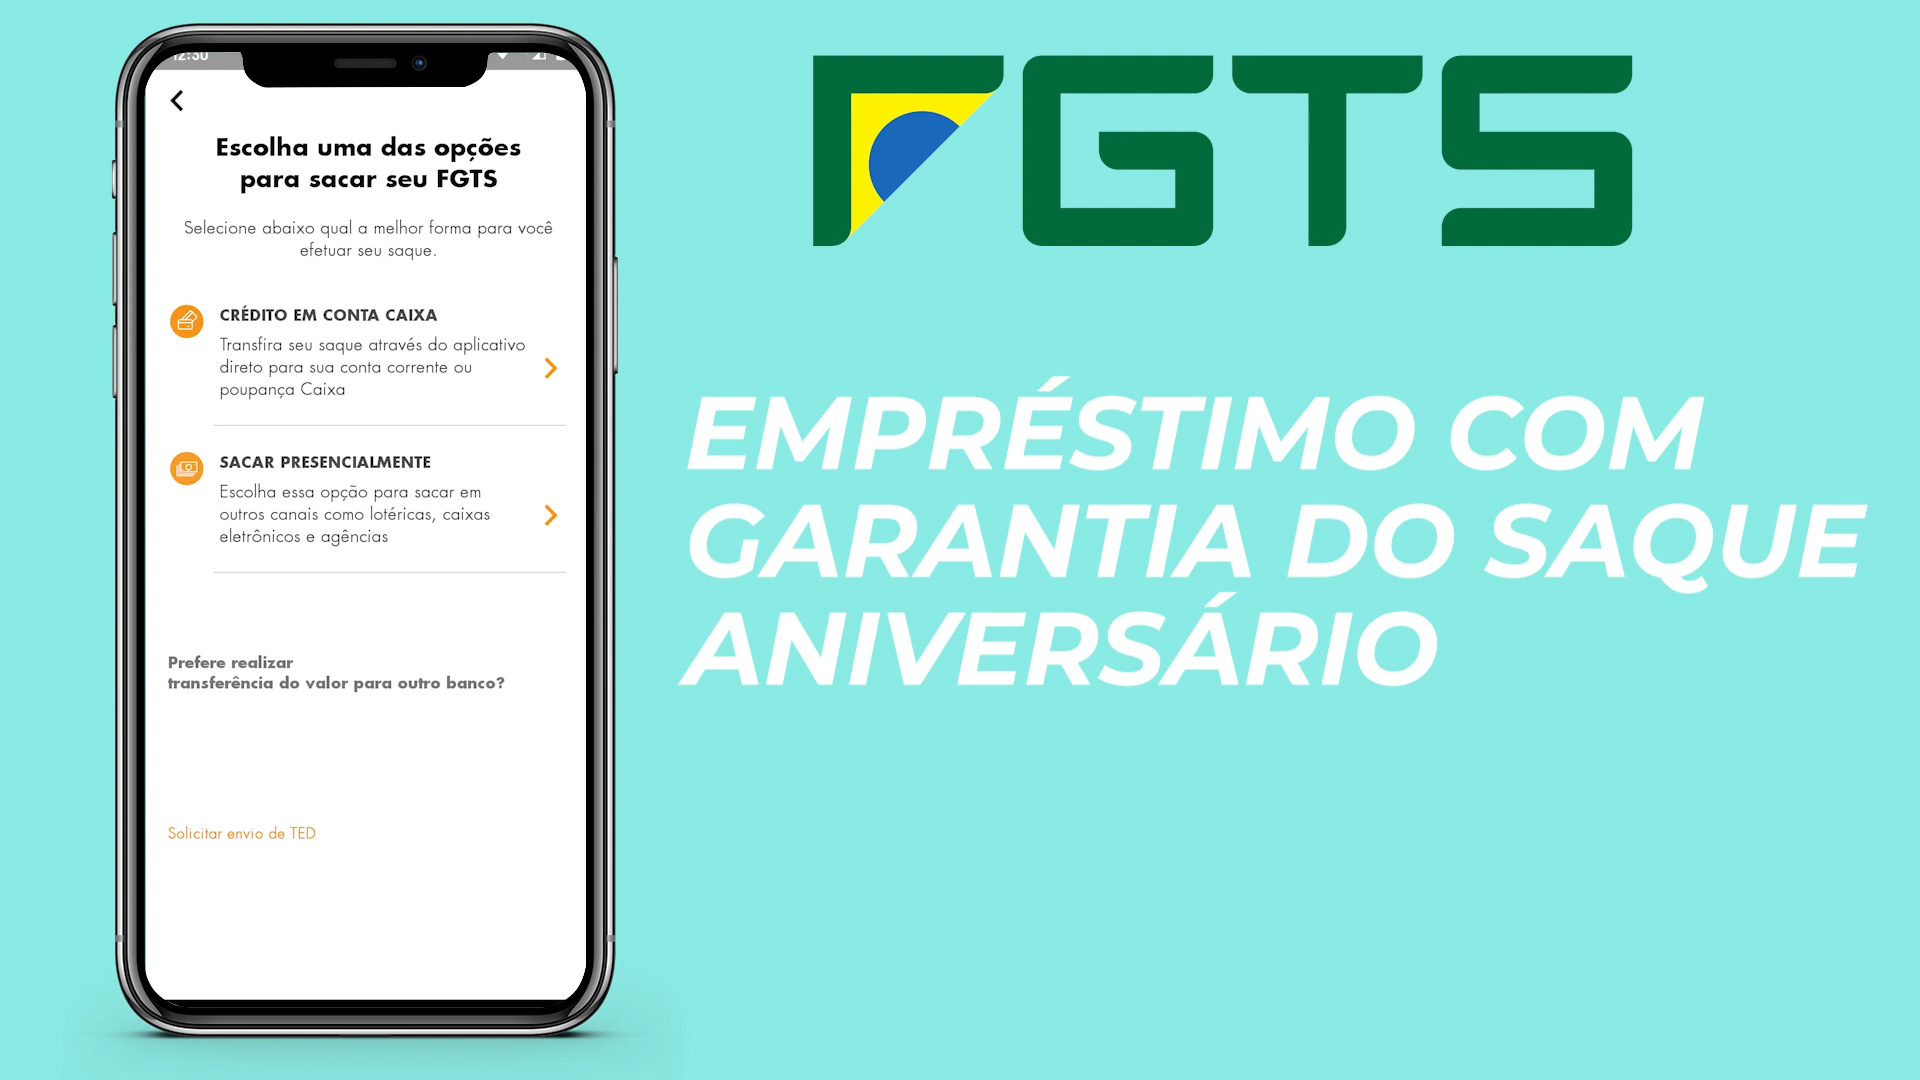 12:30
Escolha uma das opções
para sacar seu FGTS
Selecione abaixo qual a melhor forma para você
efetuar seu saque.
CRÉDITO EM CONTA CAIXA
Transfira seu saque através do aplicativo
direto para sua conta corrente ou
poupança Caixa
SACAR PRESENCIALMENTE
Escolha essa opção para sacar em
outros canais como lotéricas, caixas
eletrônicos e agências
Prefere realizar
transferência do valor para outro banco?
Solicitar envio de TED
FGTS
EMPRÉSTIMO COM
GARANTIA DO SAQUE
ANIVERSÁRIO